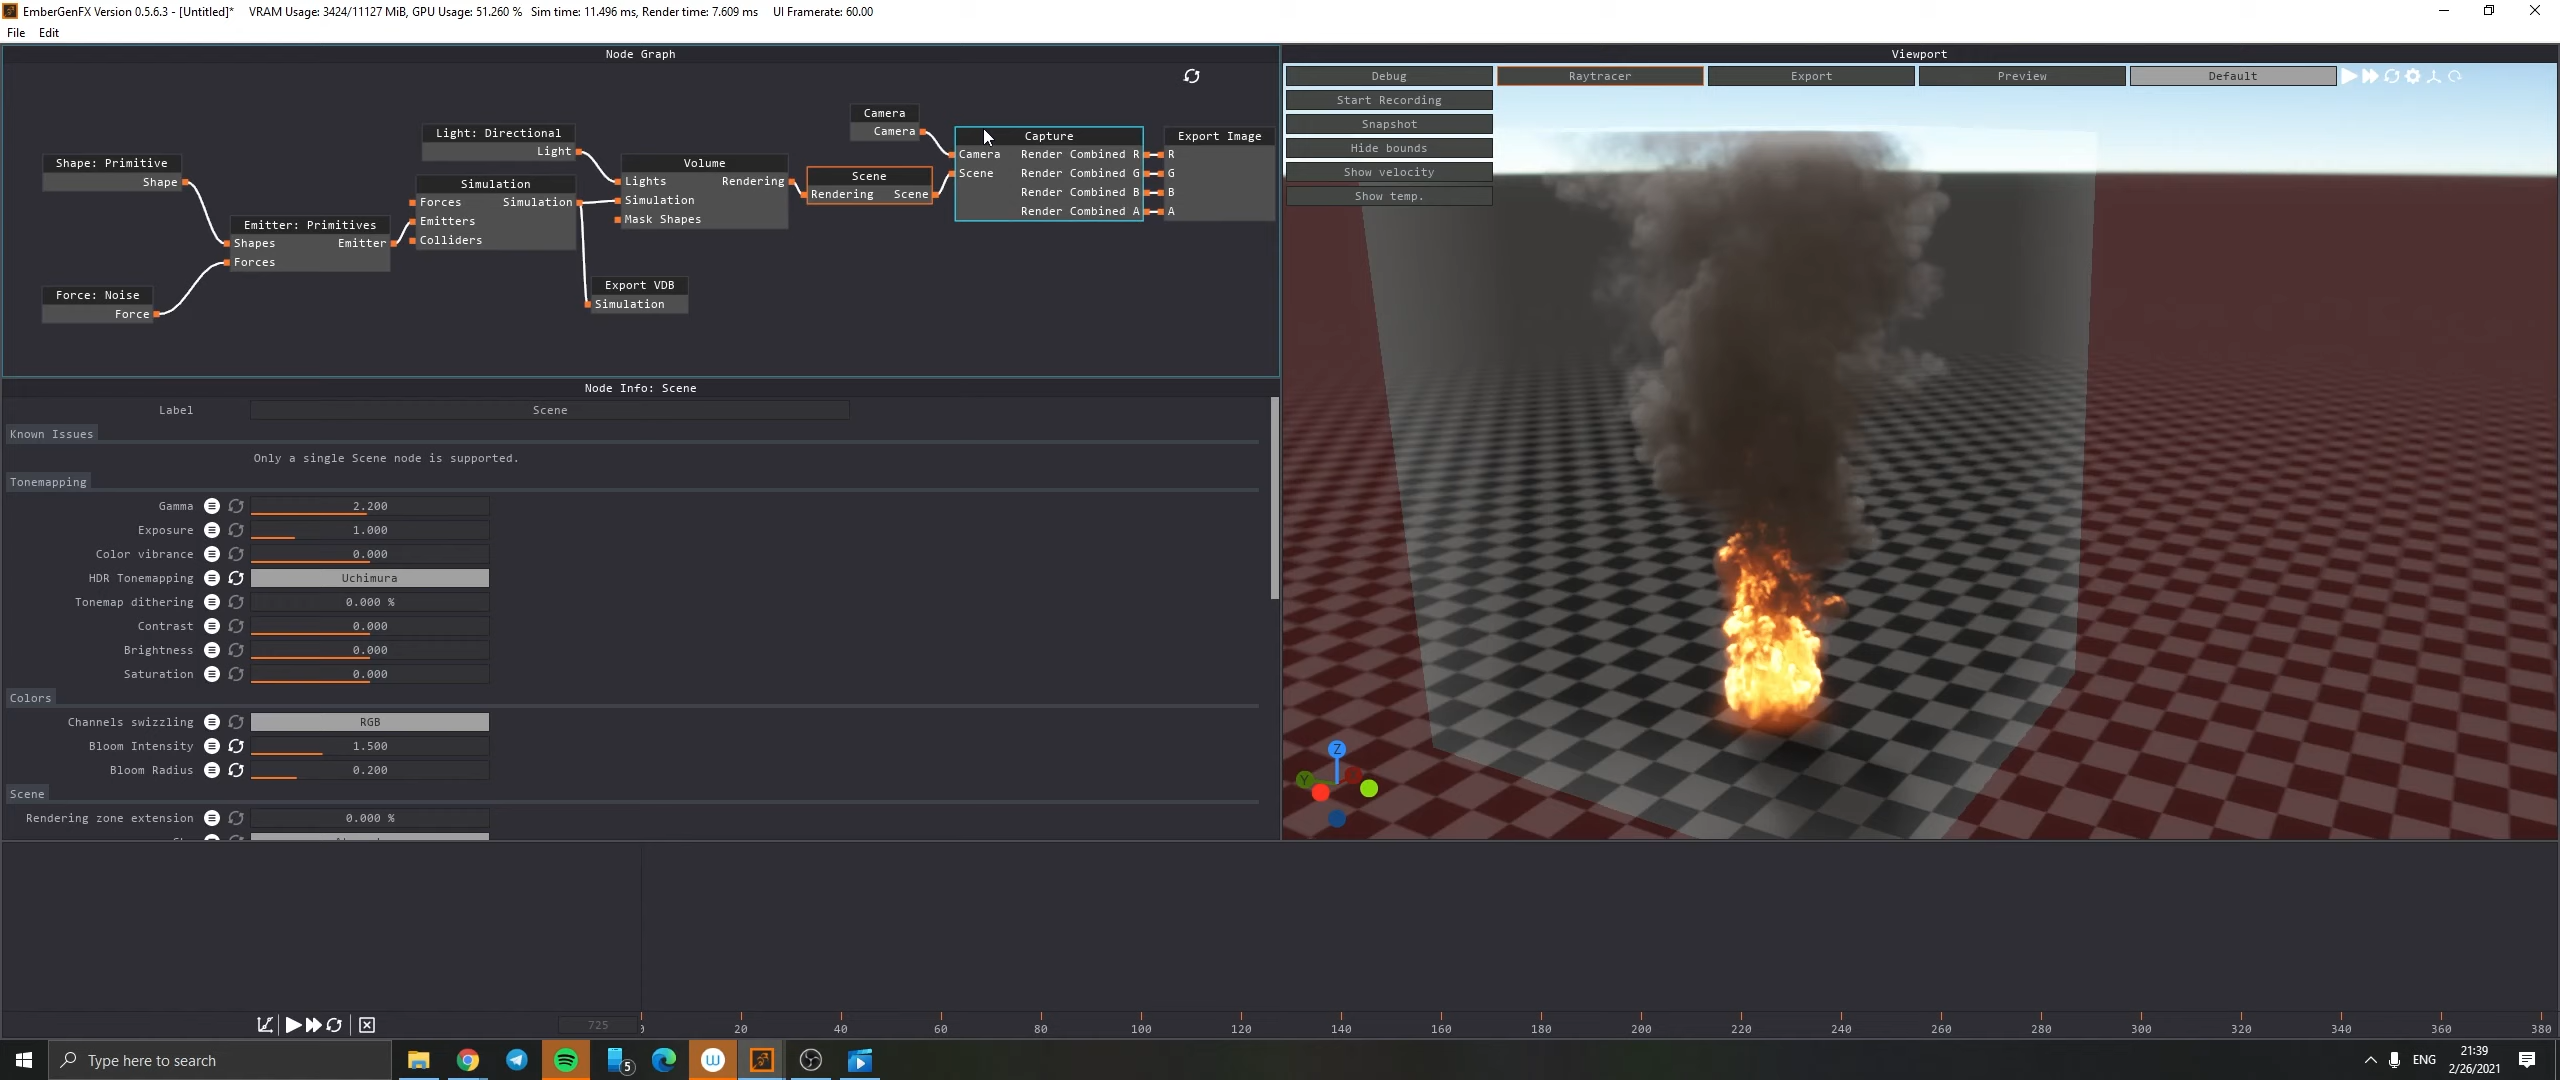 EmberGenFX Version 0.5.6.3 - [Untitled]* VRAM Usage: 3424/11127 MiB, GPU Usage: 51.260 % Sim time: 11.496 ms, Render time: 7.609 ms UI Framerate: 60.00
File Edit
Node Graph
Camera
Camera
Light: Directional
Light
Capture
Camera Render Combined R
Scene Render Combined G
Render Combined B
Render Combined A
Export Image
R
G
B
A
Shape: Primitive
Shape
Volume
Lights Rendering
Simulation
Mask Shapes
Scene
Rendering Scene
Simulation
Forces Simulation
Emitters
Colliders
Emitter: Primitives
Shapes Emitter
Forces
Export VDB
Simulation
Force: Noise
Force
Node Info: Scene
Label Scene
Known Issues
Only a single Scene node is supported.
Tonemapping
Gamma 2.200
Exposure 1.000
Color vibrance 0.000
HDR Tonemapping Uchimura
Tonemap dithering 0.000 %
Contrast 0.000
Brightness 0.000
Saturation 0.000
Colors
Channels swizzling RGB
Bloom Intensity 1.500
Bloom Radius 0.200
Scene
Rendering zone extension 0.000 %
Viewport
Debug Raytracer Export Preview Default
Start Recording
Snapshot
Hide bounds
Show velocity
Show temp.
Z
Y
725
20 40 60 80 100 120 140 160 180 200 220 240 260 280 300 320 340 360 380
Type here to search
5
ENG
21:39
2/26/2021